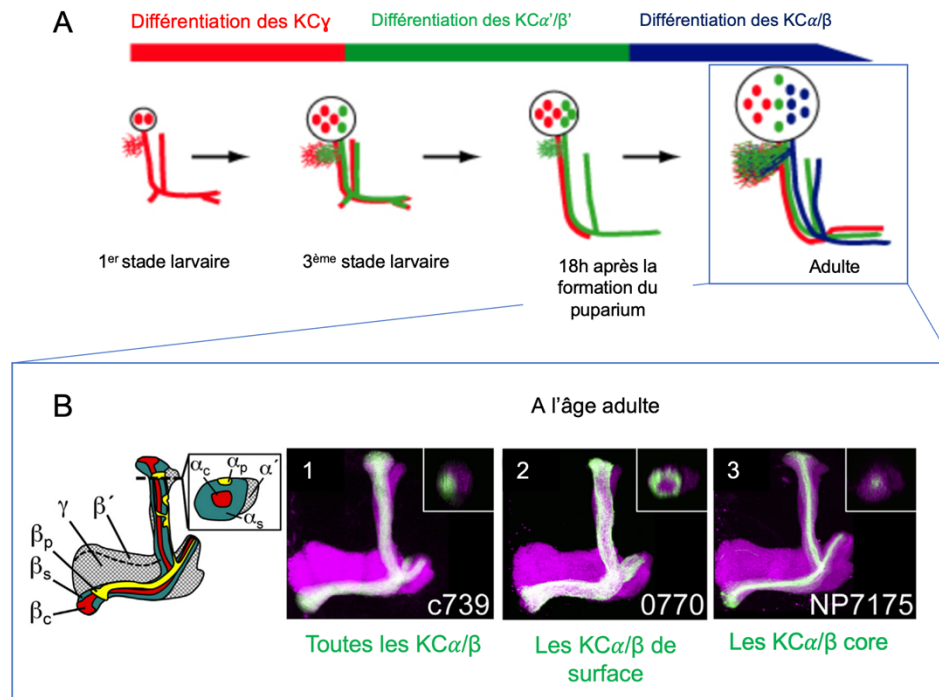 A
Différentiation des KCɣ
Différentiation des KCα’/β’
Différentiation des KCα/β
1er stade larvaire
3ème stade larvaire
18h après la
formation du
puparium
Adulte
B
A l’âge adulte
γ
β´
βp
βs
βc
αc
αp
α´
αs
1
c739
2
0770
3
NP7175
Toutes les KCα/β
Les KCα/β de
surface
Les KCα/β core